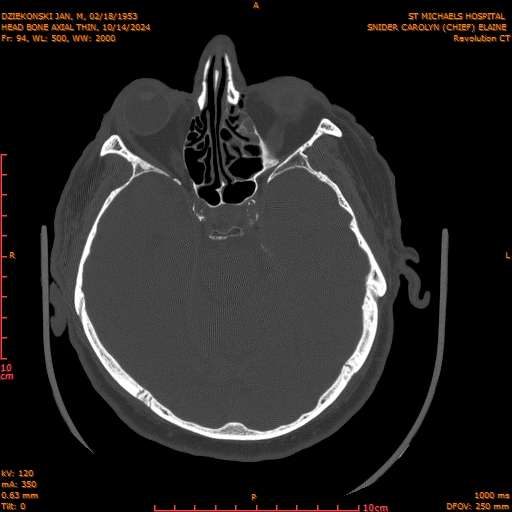 DZIEKONSKI JAN, M, 02/18/1953
HEAD BONE AXIAL THIN, 10/14/2024
Fr: 94, WL: 500, WW: 2000
A
ST MICHAELS HOSPITAL
SNIDER CAROLYN (CHIEF) ELAINE
Revolution CT
R
L
10
cm
kV: 120
mA: 350
0.63 mm
Tilt: 0
P
10cm
1000 ms
DFOV: 250 mm